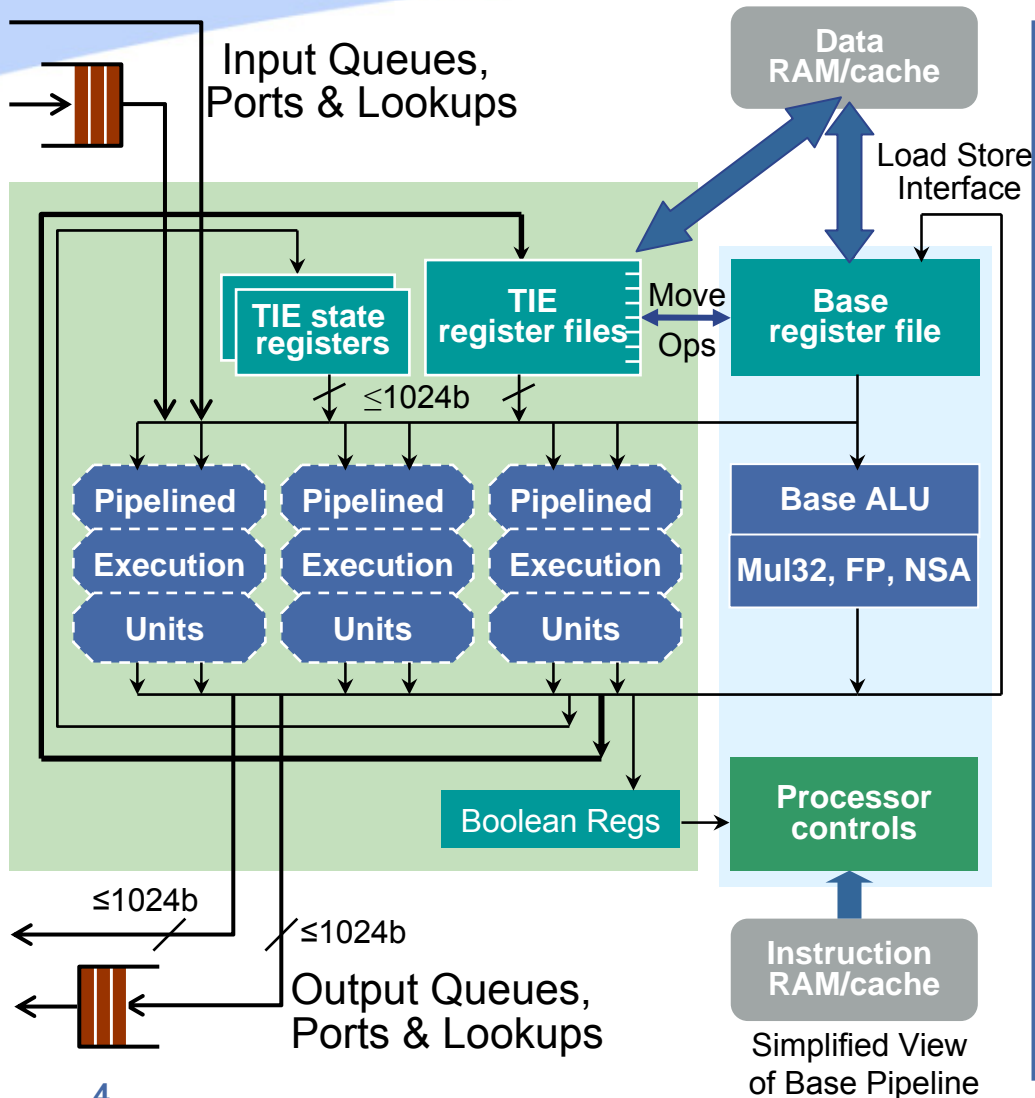 Input Queues,
Ports & Lookups
Data
RAM/cache
Load Store
Interface
TIE state
registers
TIE
register files
Move
Ops
Base
register file
≤1024b
Pipelined
Execution
Units
Pipelined
Execution
Units
Pipelined
Execution
Units
Base ALU
Mul32, FP, NSA
Boolean Regs
Processor
controls
≤1024b
≤1024b
Output Queues,
Ports & Lookups
Instruction
RAM/cache
Simplified View
of Base Pipeline
4